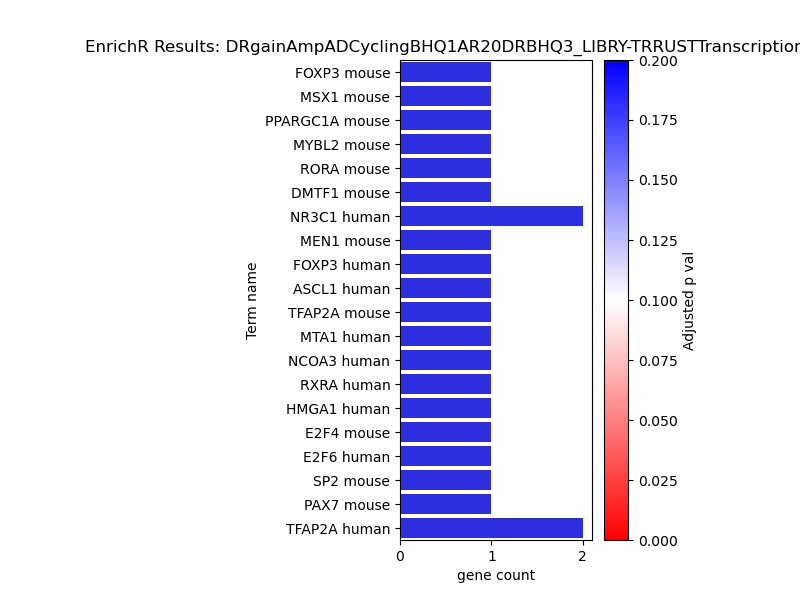 EnrichR Results: DRgainAmpADCyclingBHQ1AR20DRBHQ3_LIBRY-TRRUSTTranscription
FOXP3 mouse
MSX1 mouse
PPARGC1A mouse
MYBL2 mouse
RORA mouse
DMTF1 mouse
NR3C1 human
MEN1 mouse
FOXP3 human
ASCL1 human
TFAP2A mouse
MTA1 human
NCOA3 human
RXRA human
HMGA1 human
E2F4 mouse
E2F6 human
SP2 mouse
PAX7 mouse
TFAP2A human
Term name
0 1 2
gene count
0.200
0.175
0.150
0.125
0.100
0.075
0.050
0.025
0.000
Adjusted p val